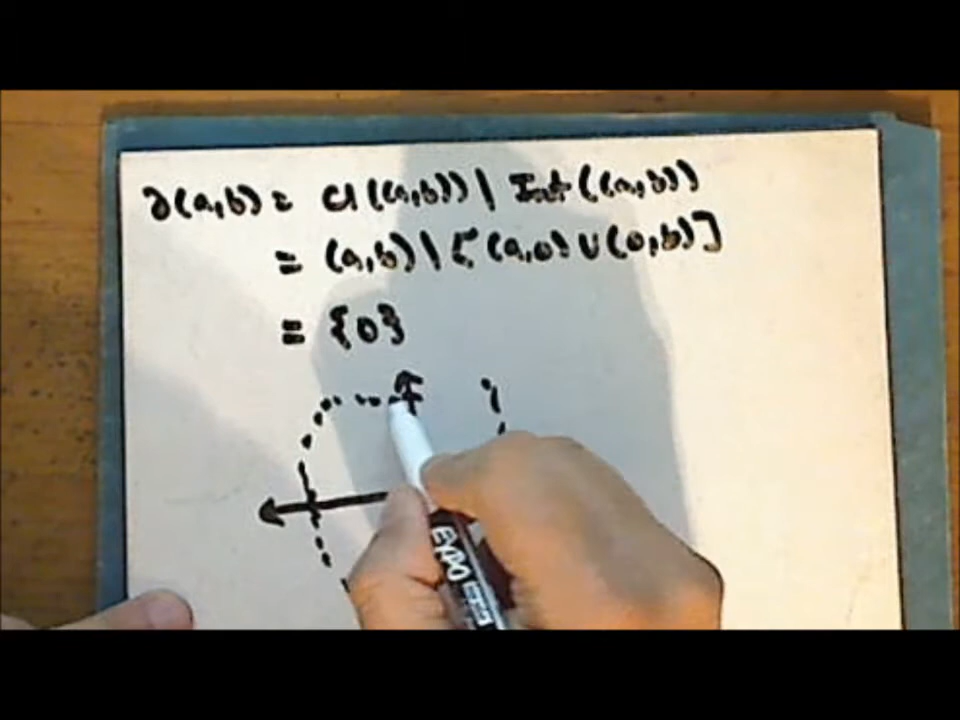 ∂(a,b) = cl((a,b)) \ Int((a,b))
= (a,b) \ [(a,0) ∪ (0,b)]
= {0}
EXPO